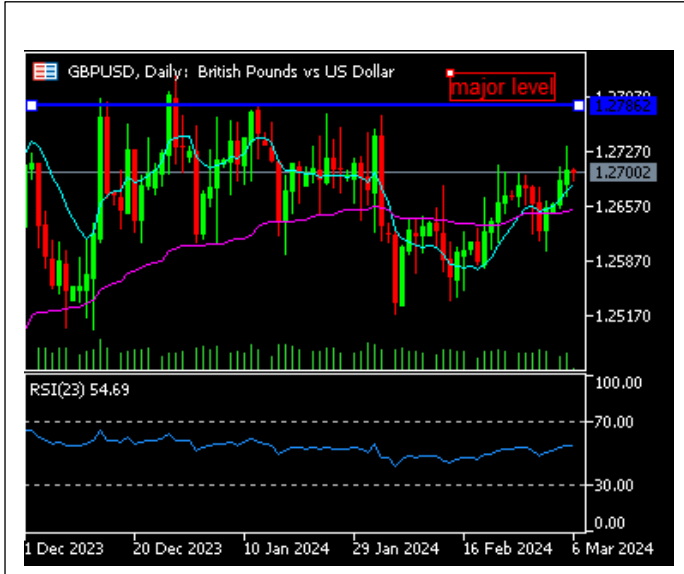 GBPUSD, Daily: British Pounds vs US Dollar
major level
1.27862
1.27270
1.27002
1.26570
1.25870
1.25170
RSI(23) 54.69
100.00
70.00
30.00
0.00
1 Dec 2023 20 Dec 2023 10 Jan 2024 29 Jan 2024 16 Feb 2024 6 Mar 2024